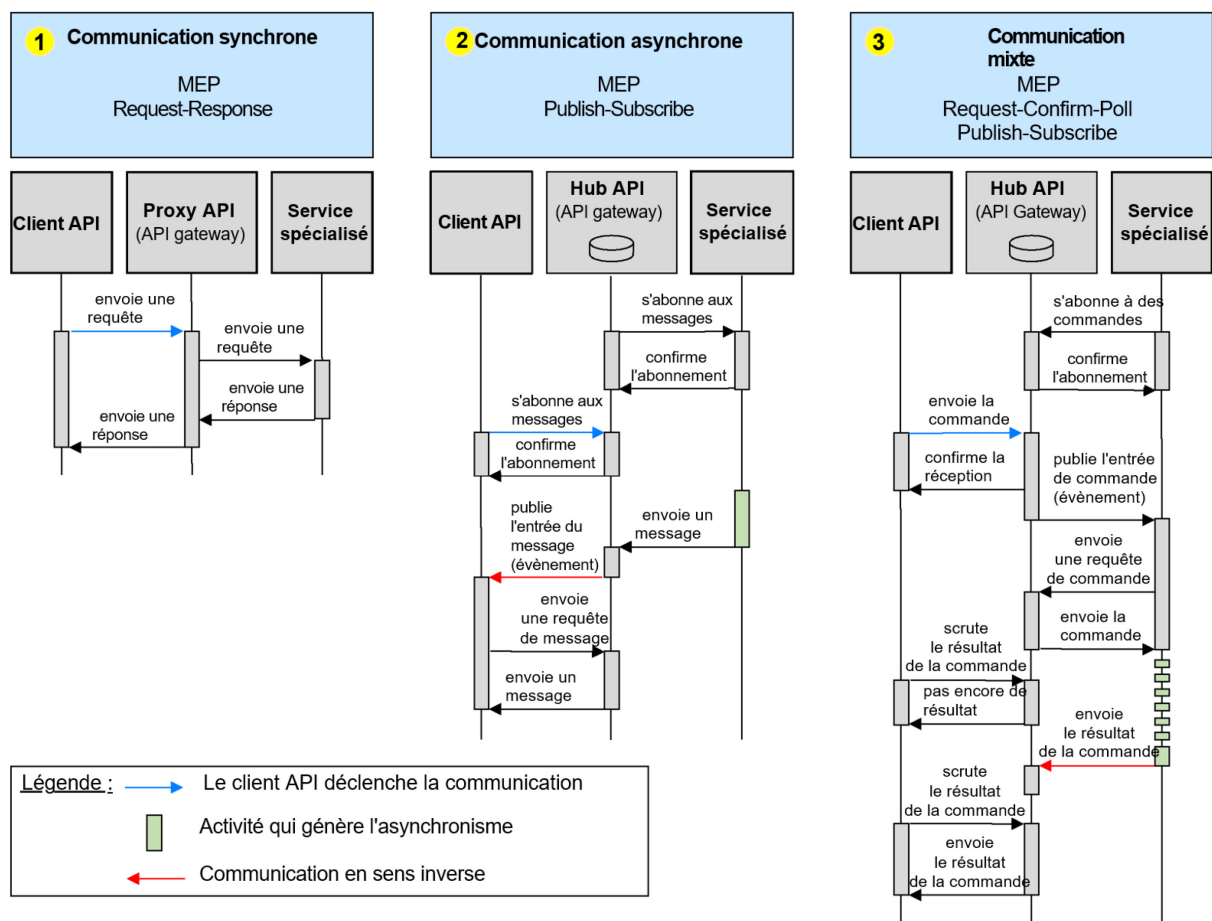 1
Communication synchrone
MEP
Request-Response
Client API
Proxy API
(API gateway)
Service
spécialisé
envoie une
requête
envoie une
requête
envoie une
réponse
envoie une
réponse
2
Communication asynchrone
MEP
Publish-Subscribe
Client API
Hub API
(API gateway)
Service
spécialisé
s'abonne aux
messages
confirme
l'abonnement
s'abonne aux
messages
confirme
l'abonnement
envoie un
message
publie
l'entrée du
message
(évènement)
envoie
une requête
de message
envoie un
message
3
Communication
mixte
MEP
Request-Confirm-Poll
Publish-Subscribe
Client API
Hub API
(API Gateway)
Service
spécialisé
s'abonne à des
commandes
confirme
l'abonnement
envoie la
commande
confirme la
réception
publie l'entrée
de commande
(évènement)
envoie
une requête
de commande
envoie la
commande
scrute
le résultat
de la commande
pas encore de
résultat
envoie
le résultat
de la commande
scrute
le résultat
de la commande
envoie
le résultat
de la commande
Légende :
Le client API déclenche la communication
Activité qui génère l'asynchronisme
Communication en sens inverse